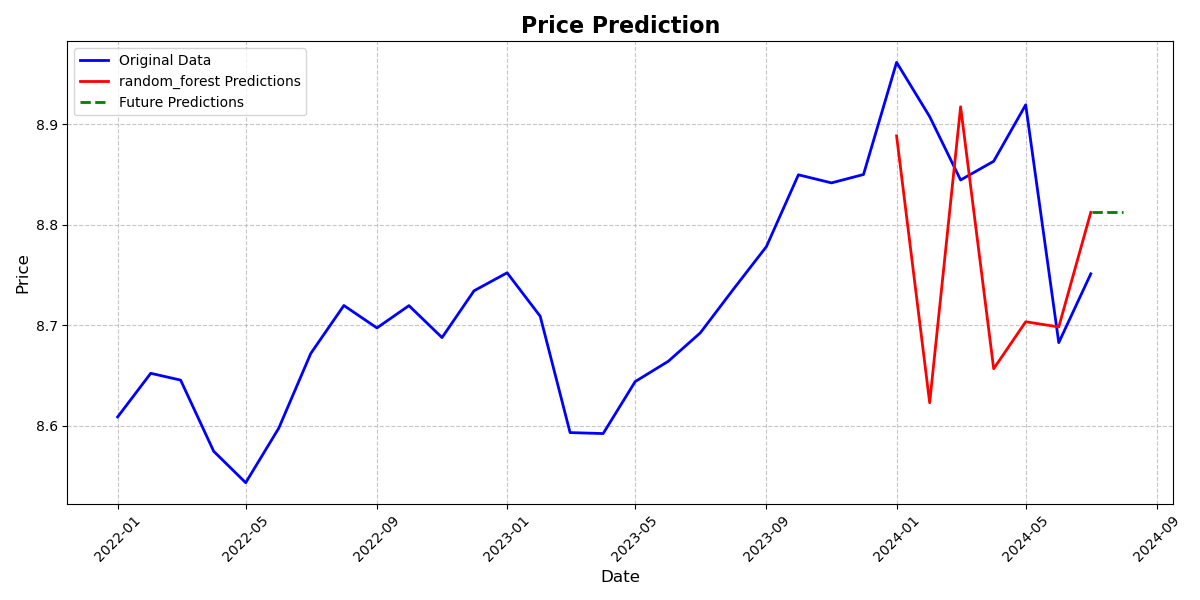 Price Prediction
Original Data
random_forest Predictions
Future Predictions
Price
8.9
8.8
8.7
8.6
2022-01
2022-05
2022-09
2023-01
2023-05
2023-09
2024-01
2024-05
2024-09
Date